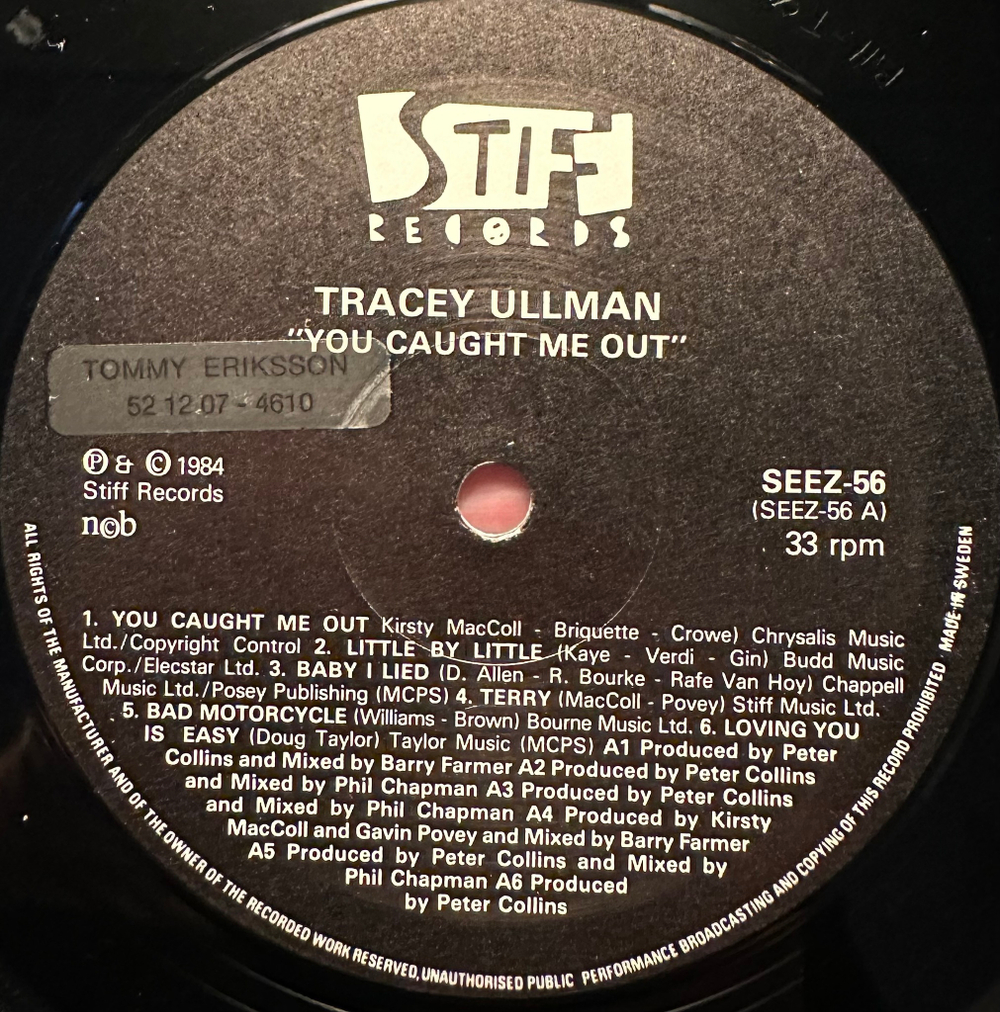 STIFF
RECORDS
TRACEY ULLMAN
"YOU CAUGHT ME OUT"
TOMMY ERIKSSON
52 12 07 - 4610
Ⓟ & © 1984
Stiff Records
n©b
SEEZ-56
(SEEZ-56 A)
33 rpm
1. YOU CAUGHT ME OUT Kirsty MacColl - Briquette - Crowe) Chrysalis Music
Ltd./Copyright Control 2. LITTLE BY LITTLE (Kaye - Verdi - Gin) Budd Music
Corp./Elecstar Ltd. 3. BABY I LIED (D. Allen - R. Bourke - Rafe Van Hoy) Chappell
Music Ltd./Posey Publishing (MCPS) 4. TERRY (MacColl - Povey) Stiff Music Ltd.
5. BAD MOTORCYCLE (Williams - Brown) Bourne Music Ltd. 6. LOVING YOU
IS EASY (Doug Taylor) Taylor Music (MCPS) A1 Produced by Peter
Collins and Mixed by Barry Farmer A2 Produced by Peter Collins
and Mixed by Phil Chapman A3 Produced by Peter Collins
and Mixed by Phil Chapman A4 Produced by Kirsty
MacColl and Gavin Povey and Mixed by Barry Farmer
A5 Produced by Peter Collins and Mixed by
Phil Chapman A6 Produced
by Peter Collins
ALL RIGHTS OF THE MANUFACTURER AND OF THE OWNER OF THE RECORDED WORK RESERVED, UNAUTHORISED PUBLIC PERFORMANCE BROADCASTING AND COPYING OF THIS RECORD PROHIBITED MADE IN SWEDEN